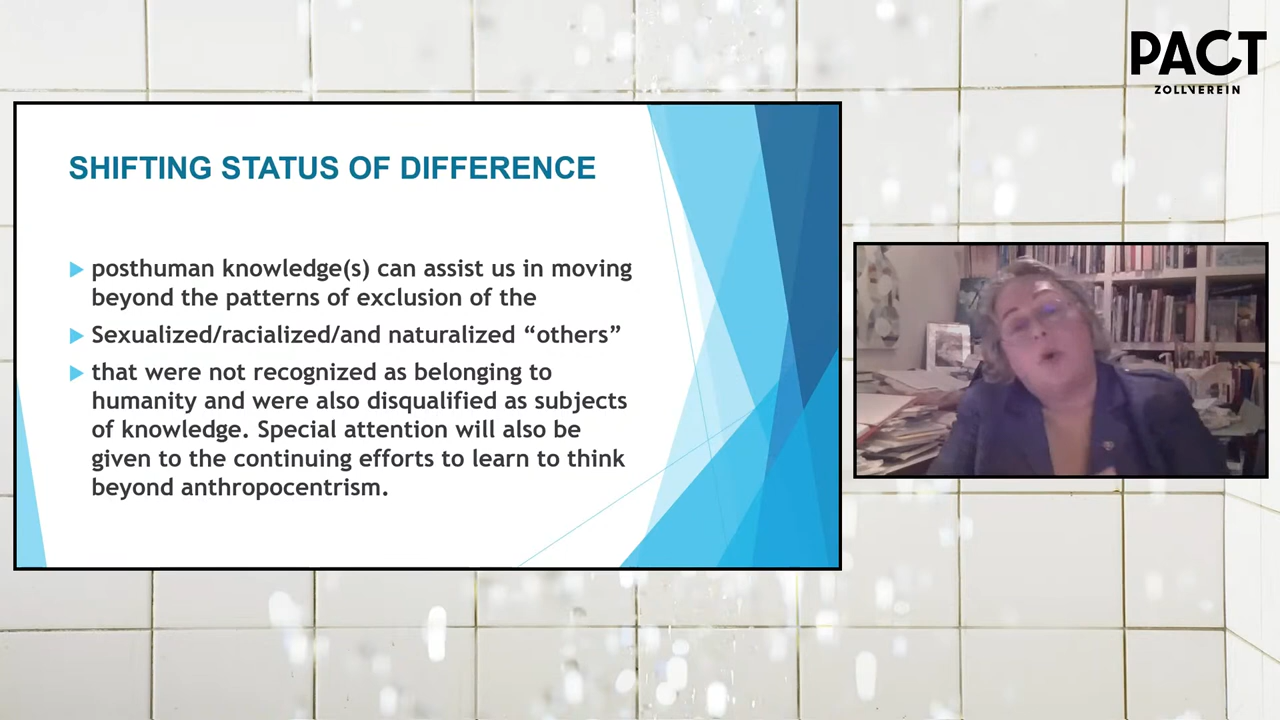 PACT
ZOLLVEREIN
SHIFTING STATUS OF DIFFERENCE
posthuman knowledge(s) can assist us in moving
beyond the patterns of exclusion of the
Sexualized/racialized/and naturalized “others”
that were not recognized as belonging to
humanity and were also disqualified as subjects
of knowledge. Special attention will also be
given to the continuing efforts to learn to think
beyond anthropocentrism.